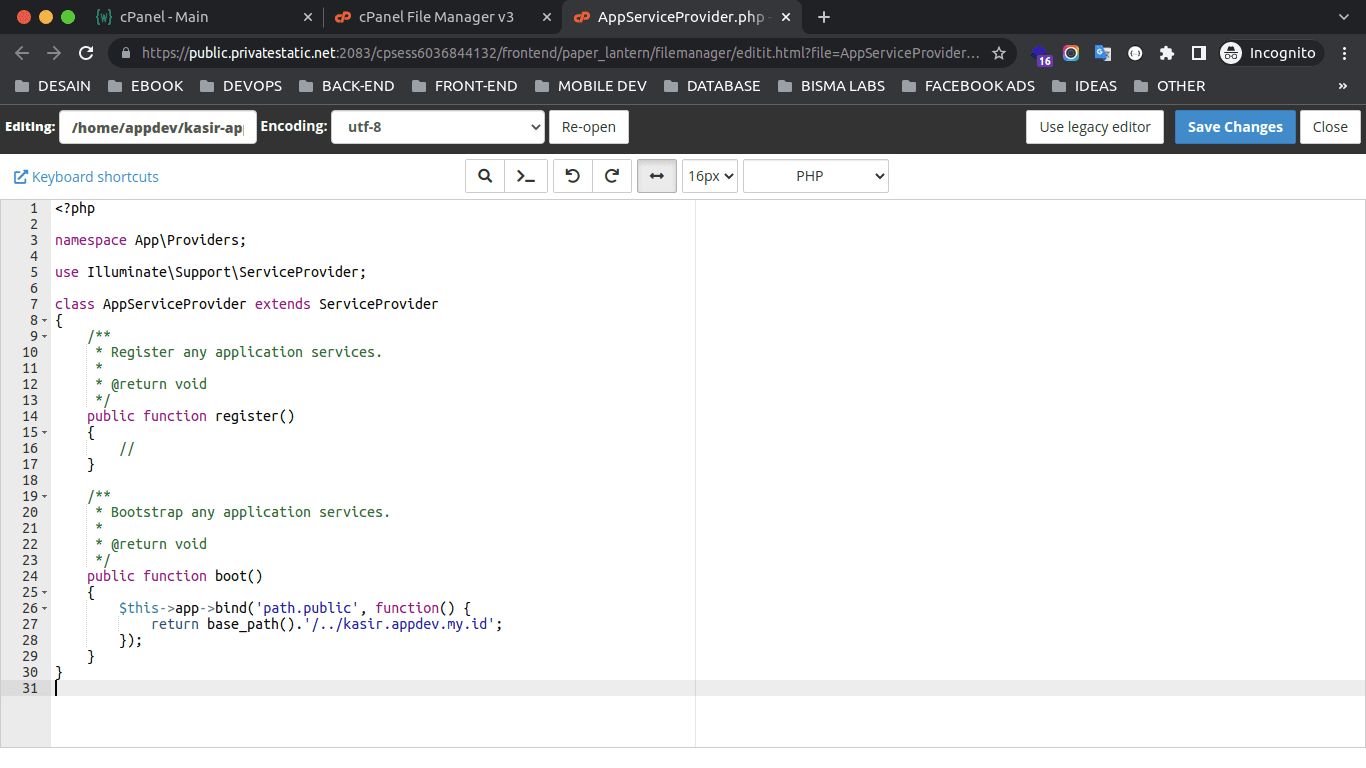 cPanel - Main
cPanel File Manager v3
AppServiceProvider.php -
https://public.privatestatic.net:2083/cpsess6036844132/frontend/paper_lantern/filemanager/editit.html?file=AppServiceProvider...
16
Incognito
DESAIN EBOOK DEVOPS BACK-END FRONT-END MOBILE DEV DATABASE BISMA LABS FACEBOOK ADS IDEAS OTHER »
Editing: /home/appdev/kasir-ap Encoding: utf-8 Re-open Use legacy editor Save Changes Close
Keyboard shortcuts 16px PHP
1 <?php
2
3 namespace App\Providers;
4
5 use Illuminate\Support\ServiceProvider;
6
7 class AppServiceProvider extends ServiceProvider
8 {
9     /**
10      * Register any application services.
11      *
12      * @return void
13      */
14     public function register()
15     {
16         //
17     }
18
19     /**
20      * Bootstrap any application services.
21      *
22      * @return void
23      */
24     public function boot()
25     {
26         $this->app->bind('path.public', function() {
27             return base_path().'/../kasir.appdev.my.id';
28         });
29     }
30 }
31